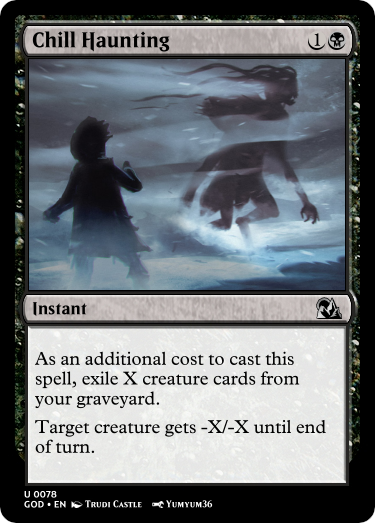 Chill Haunting 1
Instant
As an additional cost to cast this
spell, exile X creature cards from
your graveyard.
Target creature gets -X/-X until end
of turn.
U 0078
GOD • EN TRUDI CASTLE YUMYUM36